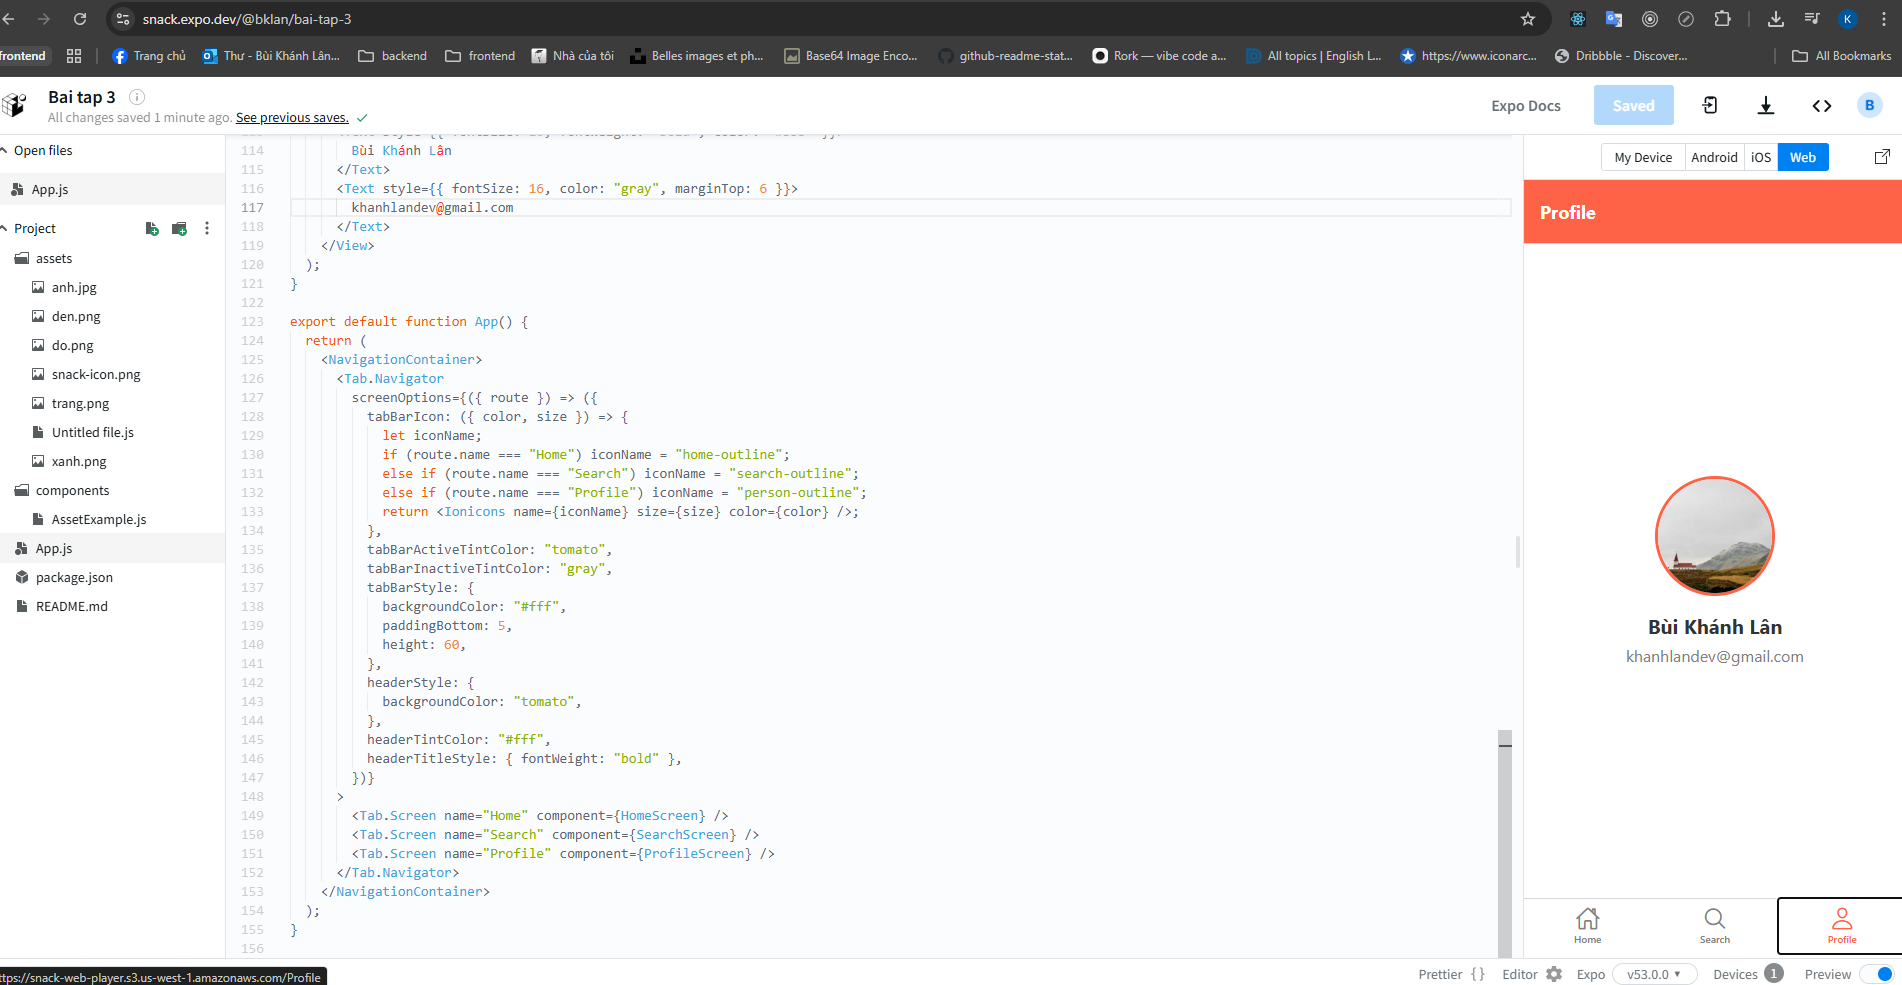 snack.expo.dev/@bklan/bai-tap-3
K
frontend
Trang chủ
Thư - Bùi Khánh Lân...
backend
frontend
Nhà của tôi
Belles images et ph...
Base64 Image Enco...
github-readme-stat...
Rork — vibe code a...
All topics | English L...
https://www.iconarc...
Dribbble - Discover...
All Bookmarks
Bai tap 3
All changes saved 1 minute ago. See previous saves.
Expo Docs
Saved
B
Open files
App.js
Project
assets
anh.jpg
den.png
do.png
snack-icon.png
trang.png
Untitled file.js
xanh.png
components
AssetExample.js
App.js
package.json
README.md
114 Bùi Khánh Lân
115 </Text>
116 <Text style={{ fontSize: 16, color: "gray", marginTop: 6 }}>
117 khanhlandev@gmail.com
118 </Text>
119 </View>
120 );
121 }
122
123 export default function App() {
124 return (
125 <NavigationContainer>
126 <Tab.Navigator
127 screenOptions={({ route }) => ({
128 tabBarIcon: ({ color, size }) => {
129 let iconName;
130 if (route.name === "Home") iconName = "home-outline";
131 else if (route.name === "Search") iconName = "search-outline";
132 else if (route.name === "Profile") iconName = "person-outline";
133 return <Ionicons name={iconName} size={size} color={color} />;
134 },
135 tabBarActiveTintColor: "tomato",
136 tabBarInactiveTintColor: "gray",
137 tabBarStyle: {
138 backgroundColor: "#fff",
139 paddingBottom: 5,
140 height: 60,
141 },
142 headerStyle: {
143 backgroundColor: "tomato",
144 },
145 headerTintColor: "#fff",
146 headerTitleStyle: { fontWeight: "bold" },
147 })}
148 >
149 <Tab.Screen name="Home" component={HomeScreen} />
150 <Tab.Screen name="Search" component={SearchScreen} />
151 <Tab.Screen name="Profile" component={ProfileScreen} />
152 </Tab.Navigator>
153 </NavigationContainer>
154 );
155 }
156
My Device
Android
iOS
Web
Profile
Bùi Khánh Lân
khanhlandev@gmail.com
Home
Search
Profile
ttps://snack-web-player.s3.us-west-1.amazonaws.com/Profile
Prettier { }
Editor
Expo
v53.0.0
Devices 1
Preview